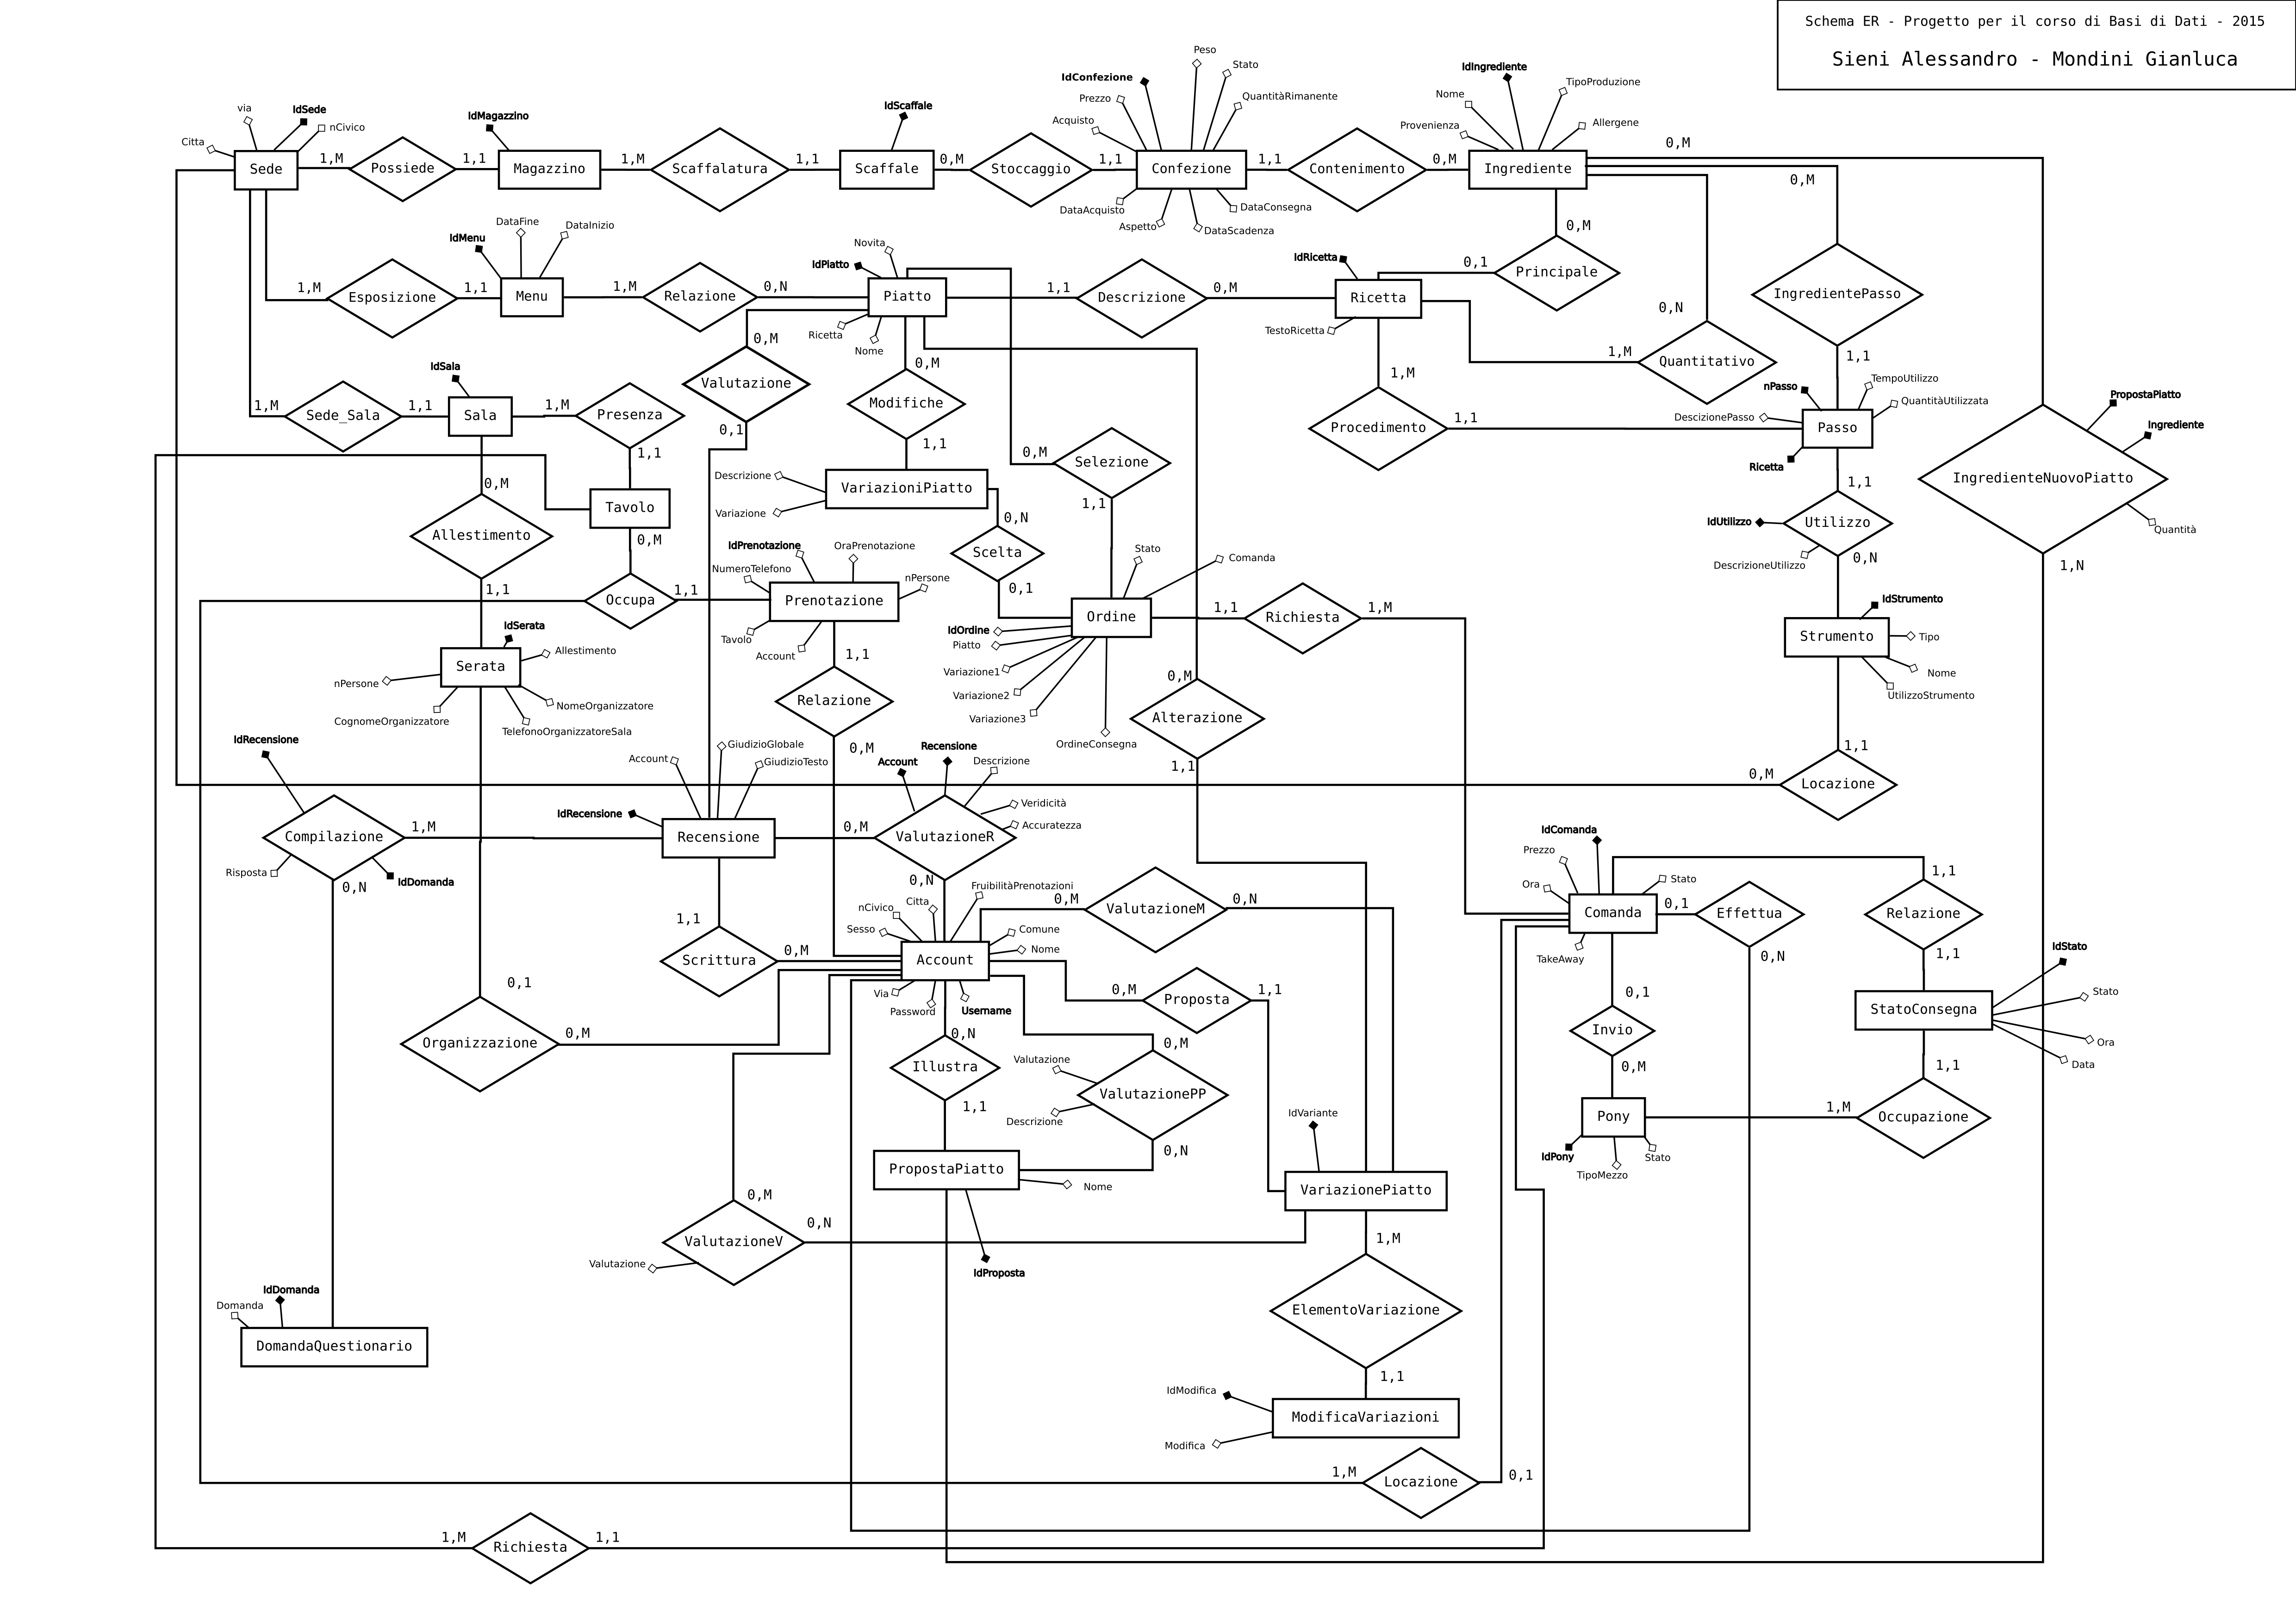 Schema ER - Progetto per il corso di Basi di Dati - 2015
Sieni Alessandro - Mondini Gianluca
Peso
IdConfezione
Stato
IdIngrediente
TipoProduzione
Prezzo
QuantitàRimanente
Nome
via
IdSede
IdScaffale
Acquisto
Provenienza
Allergene
nCivico
IdMagazzino
Citta
0,M
Sede
1,M
Possiede
1,1
Magazzino
1,M
Scaffalatura
1,1
Scaffale
0,M
Stoccaggio
1,1
Confezione
1,1
Contenimento
0,M
Ingrediente
0,M
DataAcquisto
DataConsegna
Aspetto
DataScadenza
0,M
DataFine
DataInizio
IdMenu
Novita
IdPiatto
IdRicetta
0,1
Principale
1,M
Esposizione
1,1
Menu
1,M
Relazione
0,N
Piatto
1,1
Descrizione
0,M
Ricetta
IngredientePasso
0,N
Ricetta
Nome
TestoRicetta
0,M
1,M
Quantitativo
1,1
IdSala
Valutazione
0,M
1,M
nPasso
TempoUtilizzo
QuantitàUtilizzata
PropostaPiatto
1,M
Sede_Sala
1,1
Sala
1,M
Presenza
Modifiche
DescizionePasso
Passo
Ingrediente
0,1
1,1
Procedimento
1,1
1,1
0,M
Selezione
Ricetta
0,M
Descrizione
VariazioniPiatto
1,1
1,1
IngredienteNuovoPiatto
Tavolo
Variazione
0,N
IdUtilizzo
Utilizzo
Quantità
Allestimento
0,M
IdPrenotazione
OraPrenotazione
Scelta
Stato
Comanda
DescrizioneUtilizzo
0,N
1,N
NumeroTelefono
nPersone
1,1
Occupa
1,1
Prenotazione
0,1
IdStrumento
Ordine
1,1
Richiesta
1,M
IdSerata
Tavolo
Account
IdOrdine
Piatto
Strumento
Tipo
Serata
Allestimento
1,1
Variazione1
0,M
Nome
nPersone
Variazione2
UtilizzoStrumento
CognomeOrganizzatore
NomeOrganizzatore
Relazione
Variazione3
Alterazione
TelefonoOrganizzatoreSala
OrdineConsegna
IdRecensione
GiudizioGlobale
0,M
Recensione
1,1
Account
GiudizioTesto
Account
Descrizione
1,1
0,M
Locazione
IdRecensione
Veridicità
Compilazione
1,M
Recensione
0,M
ValutazioneR
Accuratezza
IdComanda
Prezzo
Risposta
IdDomanda
0,N
0,N
FruibilitàPrenotazioni
Ora
Stato
1,1
nCivico
Citta
0,M
ValutazioneM
0,N
Comanda
0,1
Effettua
Relazione
1,1
Sesso
Comune
Nome
TakeAway
0,N
1,1
IdStato
Scrittura
0,M
Account
0,1
Organizzazione
0,M
Via
Password
Username
0,M
Proposta
1,1
0,1
StatoConsegna
Stato
Invio
Ora
Data
0,N
Illustra
0,M
Valutazione
ValutazionePP
Descrizione
0,M
1,1
1,1
IdVariante
Pony
1,M
Occupazione
0,N
IdPony
TipoMezzo
Stato
PropostaPiatto
Nome
VariazionePiatto
0,M
0,N
ValutazioneV
Valutazione
1,M
IdProposta
IdDomanda
Domanda
ElementoVariazione
DomandaQuestionario
1,1
IdModifica
ModificaVariazioni
Modifica
1,M
Locazione
0,1
1,M
Richiesta
1,1